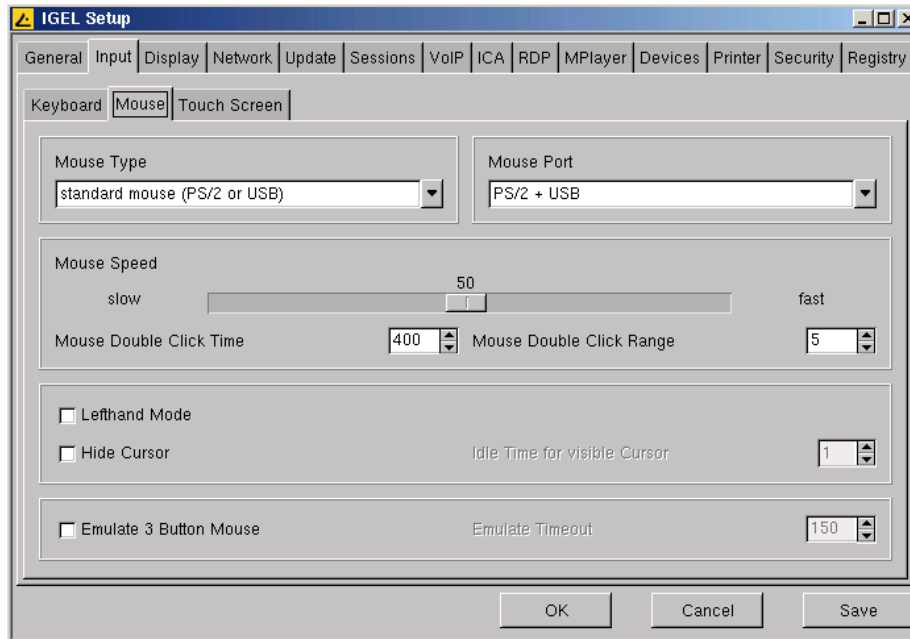 IGEL Setup
General Input Display Network Update Sessions VoIP ICA RDP MPlayer Devices Printer Security Registry
Keyboard Mouse Touch Screen
Mouse Type Mouse Port
standard mouse (PS/2 or USB) PS/2 + USB
Mouse Speed
50
slow fast
Mouse Double Click Time 400 Mouse Double Click Range 5
Lefthand Mode
Hide Cursor Idle Time for visible Cursor 1
Emulate 3 Button Mouse Emulate Timeout 150
OK Cancel Save